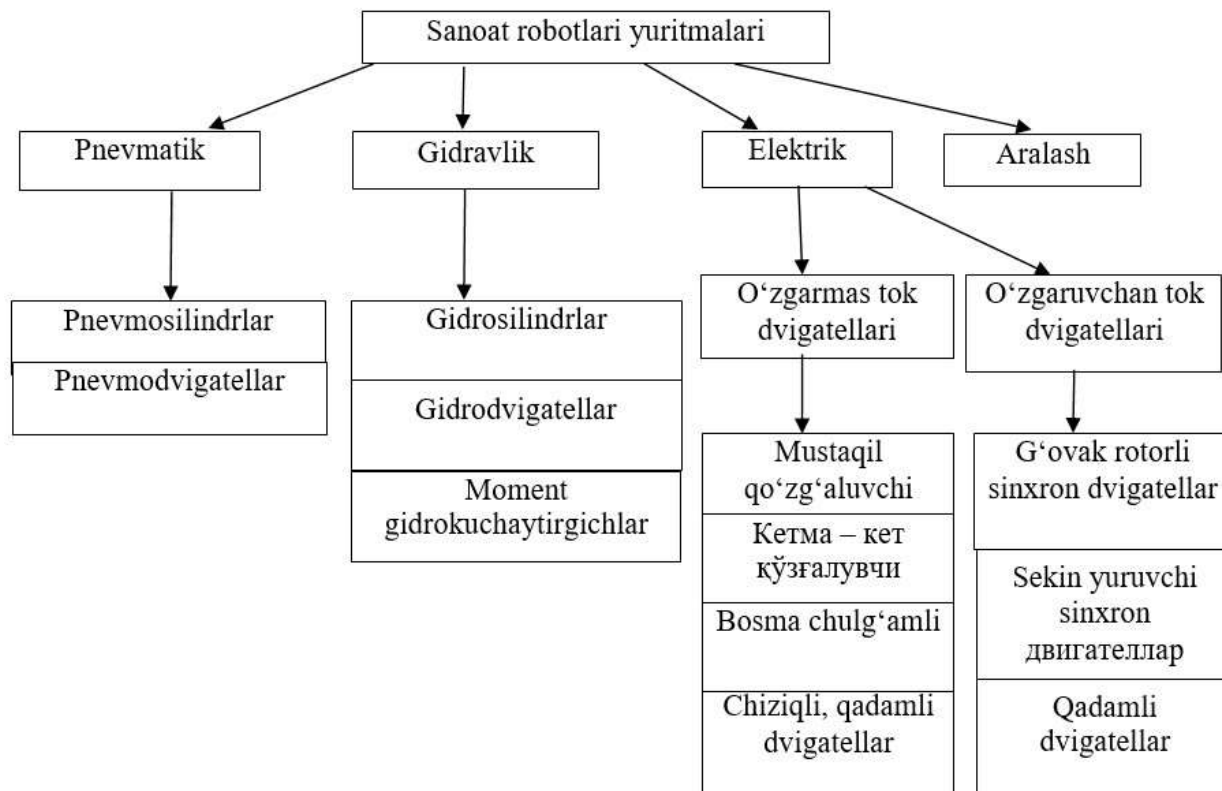 Sanoat robotlari yuritmalari
Pnevmatik
Gidravlik
Elektrik
Aralash
Pnevmosilindrlar
Pnevmodvigatellar
Gidrosilindrlar
Gidrodvigatellar
Moment
gidrokuchaytirgichlar
O‘zgarmas tok
dvigatellari
O‘zgaruvchan tok
dvigatellari
Mustaqil
qo‘zg‘aluvchi
Кетма – кет
қўзғалувчи
Bosma chulg‘amli
Chiziqli, qadamli
dvigatellar
G‘ovak rotorli
sinxron dvigatellar
Sekin yuruvchi
sinxron
двигателлар
Qadamli
dvigatellar